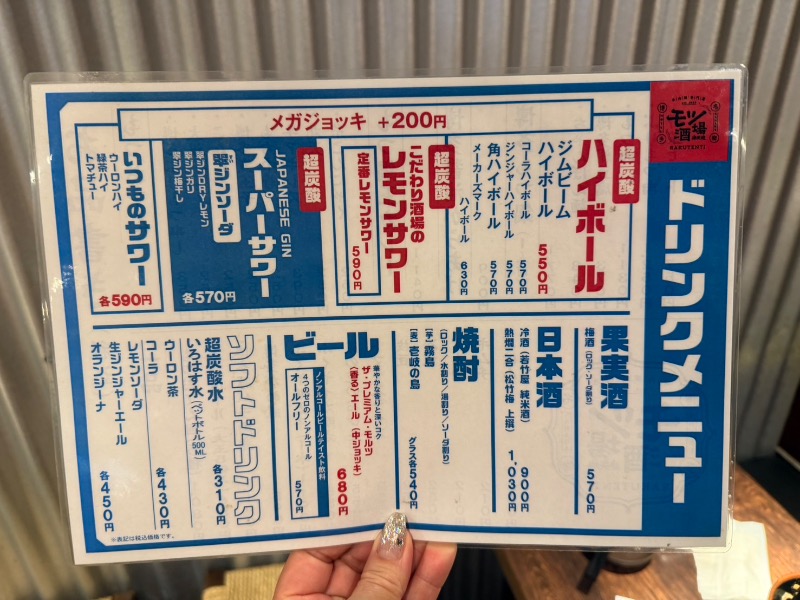 モツ酒場
HAKUTENJI
ドリンクメニュー
メガジョッキ +200円
超炭酸
ハイボール
ジムビーム
ハイボール 550円
コーラハイボール 570円
ジンジャーハイボール 570円
角ハイボール 570円
メーカーズマーク
ハイボール 630円
超炭酸
こだわり酒場の
レモンサワー
定番レモンサワー 590円
超炭酸
JAPANESE GIN
スーパーサワー
翠ジンソーダ
翠ジンDRYレモン
翠ジンガリ
翠ジン梅干し
各570円
いつものサワー
ウーロンハイ
緑茶ハイ
トマチュー
各590円
果実酒
梅酒(ロック・ソーダ割り) 570円
日本酒
冷酒(若竹屋 純米酒) 900円
熱燗二合(松竹梅 上撰) 1,030円
焼酎
(ロック/水割り/湯割り/ソーダ割り)
[芋] 霧島
[麦] 壱岐の島
グラス各540円
ビール
華やかな香りと深いコク
ザ・プレミアム・モルツ
〈香る〉エール (中ジョッキ) 680円
ノンアルコールビールテイスト飲料
4つのゼロのノンアルコール
オールフリー 570円
ソフトドリンク
超炭酸水
いろはす水(ペットボトル500ML)
各310円
ウーロン茶
コーラ
各430円
レモンソーダ
生ジンジャーエール
オランジーナ
各450円
※表記は税込価格です。